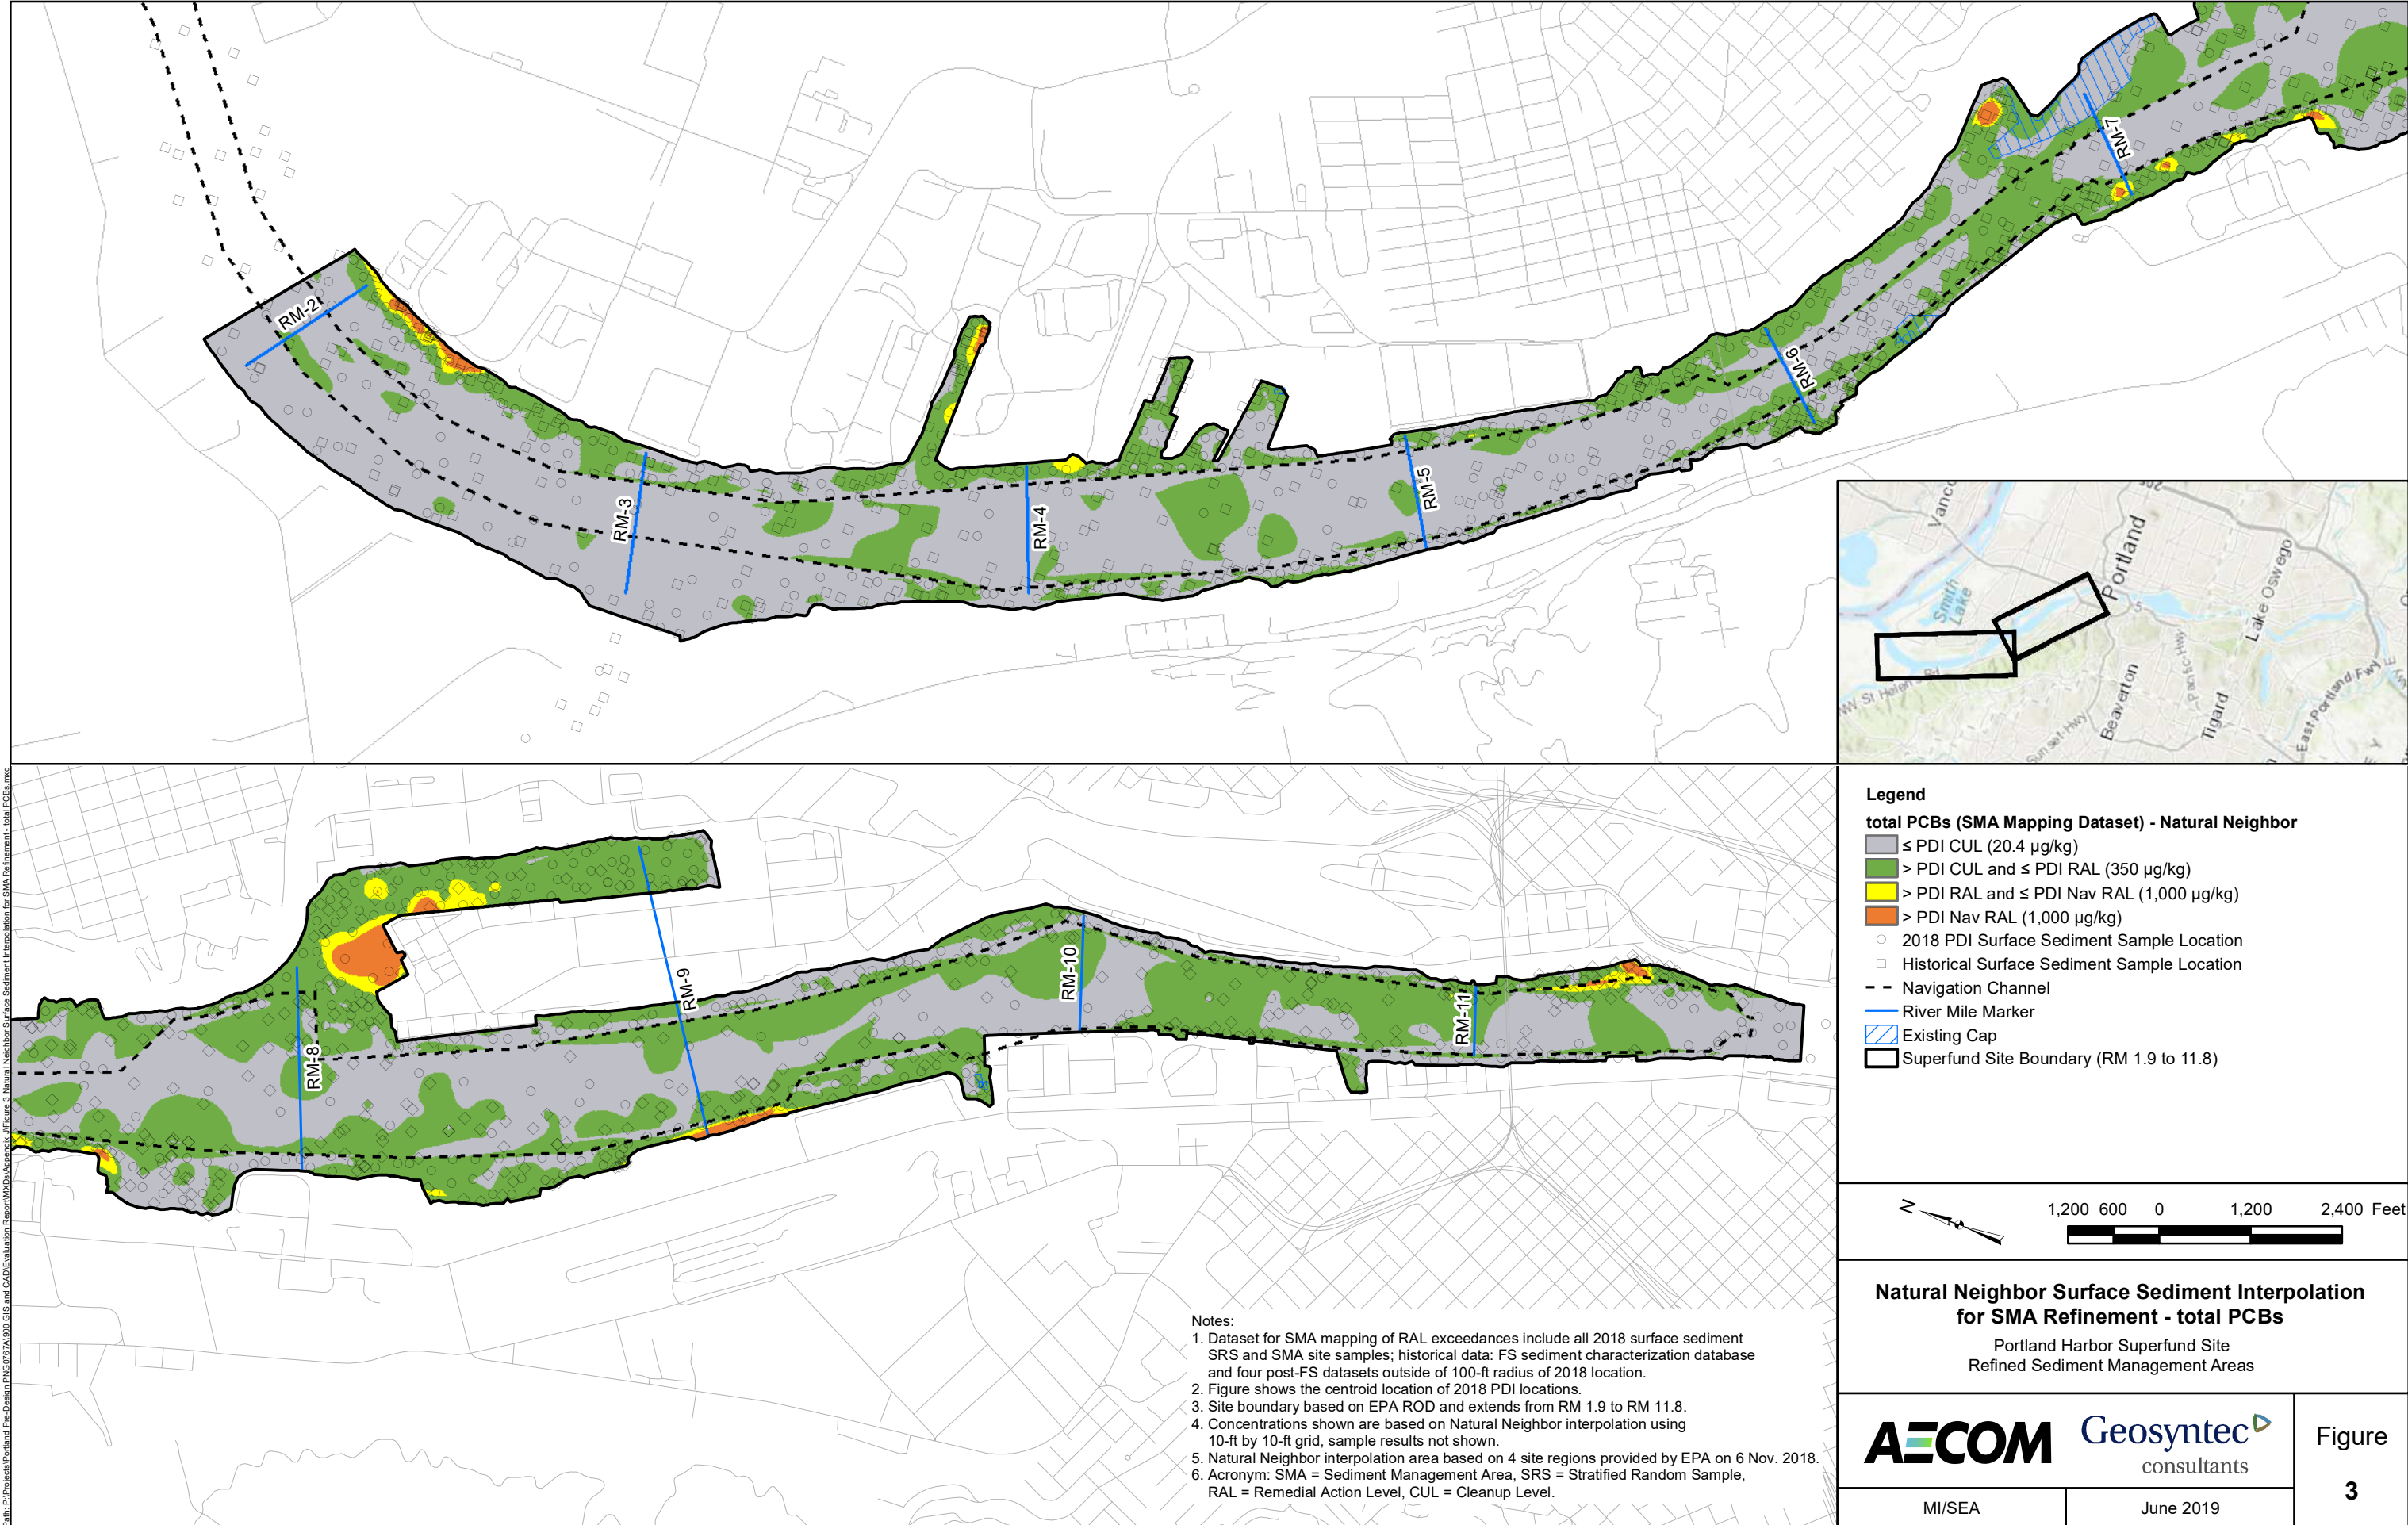 RM-2
RM-3
RM-4
RM-5
RM-6
RM-7
Smith
Lake
Portland
5
Lake Oswego
NW St Helens Rd
Beaverton
Tigard
Pacific Hwy
Sunset Hwy
East Portland Fwy
RM-8
RM-9
RM-10
RM-11
Legend
total PCBs (SMA Mapping Dataset) - Natural Neighbor
≤ PDI CUL (20.4 µg/kg)
> PDI CUL and ≤ PDI RAL (350 µg/kg)
> PDI RAL and ≤ PDI Nav RAL (1,000 µg/kg)
> PDI Nav RAL (1,000 µg/kg)
2018 PDI Surface Sediment Sample Location
Historical Surface Sediment Sample Location
Navigation Channel
River Mile Marker
Existing Cap
Superfund Site Boundary (RM 1.9 to 11.8)
N
1,200 600 0 1,200 2,400 Feet
Natural Neighbor Surface Sediment Interpolation
for SMA Refinement - total PCBs
Portland Harbor Superfund Site
Refined Sediment Management Areas
AECOM
Geosyntec
consultants
Figure
3
MI/SEA
June 2019
Notes:
1. Dataset for SMA mapping of RAL exceedances include all 2018 surface sediment
SRS and SMA site samples; historical data: FS sediment characterization database
and four post-FS datasets outside of 100-ft radius of 2018 location.
2. Figure shows the centroid location of 2018 PDI locations.
3. Site boundary based on EPA ROD and extends from RM 1.9 to RM 11.8.
4. Concentrations shown are based on Natural Neighbor interpolation using
10-ft by 10-ft grid, sample results not shown.
5. Natural Neighbor interpolation area based on 4 site regions provided by EPA on 6 Nov. 2018.
6. Acronym: SMA = Sediment Management Area, SRS = Stratified Random Sample,
RAL = Remedial Action Level, CUL = Cleanup Level.